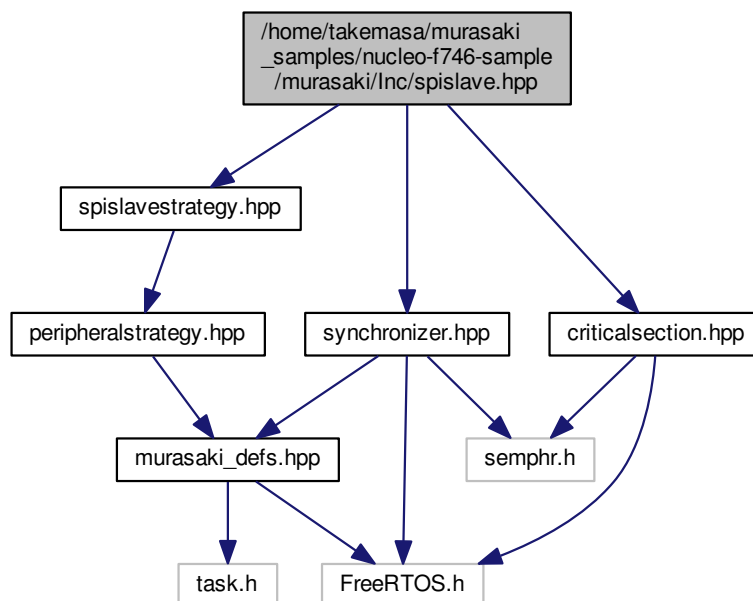 /home/takemasa/murasaki
_samples/nucleo-f746-sample
/murasaki/Inc/spislave.hpp
spislavestrategy.hpp
peripheralstrategy.hpp
synchronizer.hpp
criticalsection.hpp
murasaki_defs.hpp
semphr.h
task.h
FreeRTOS.h